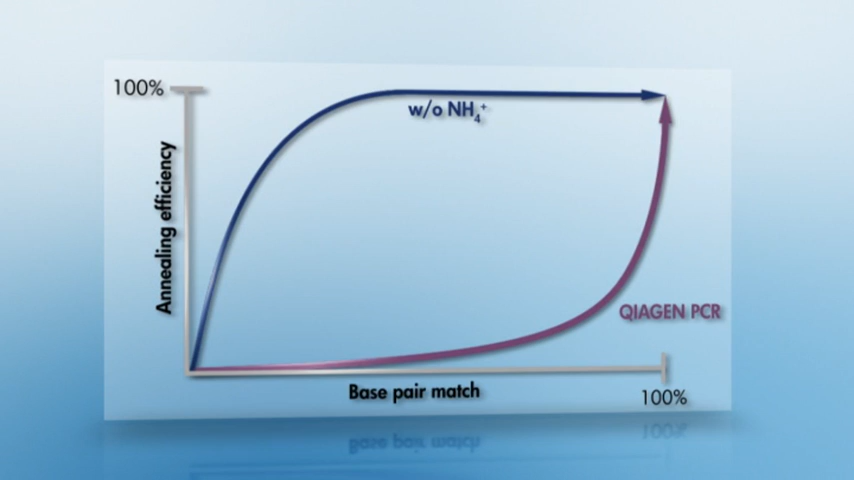 100%
w/o NH₄⁺
Annealing efficiency
QIAGEN PCR
Base pair match
100%